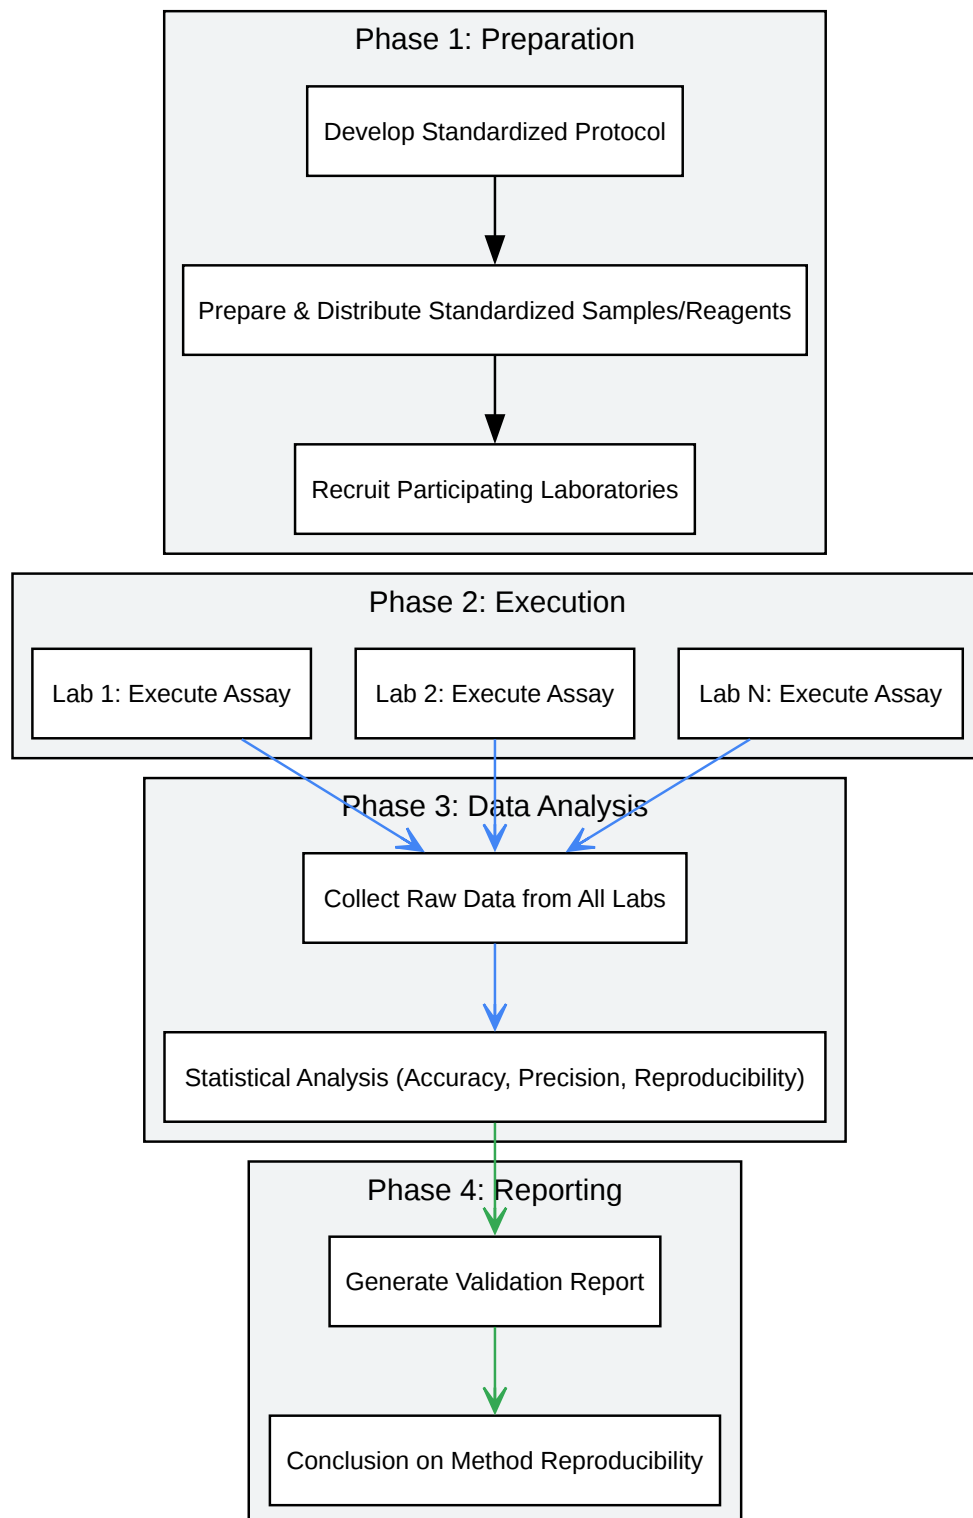 Phase 1: Preparation
Develop Standardized Protocol
Prepare & Distribute Standardized Samples/Reagents
Recruit Participating Laboratories
Phase 2: Execution
Lab 1: Execute Assay
Lab 2: Execute Assay
Lab N: Execute Assay
Phase 3: Data Analysis
Collect Raw Data from All Labs
Statistical Analysis (Accuracy, Precision, Reproducibility)
Phase 4: Reporting
Generate Validation Report
Conclusion on Method Reproducibility